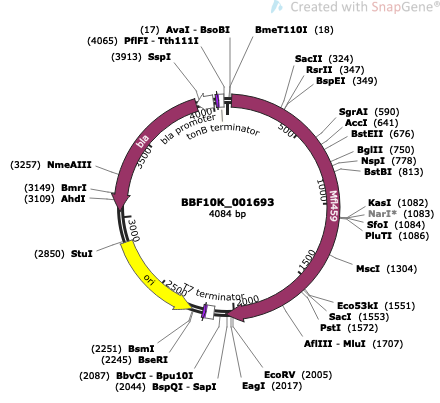 Created with SnapGene®
(17) AvaI - BsoBI
BmeT110I (18)
(4065) PflFI - Tth111I
(3913) SspI
SacII (324)
RsrII (347)
BspEI (349)
SgrAI (590)
AccI (641)
BstEII (676)
BglII (750)
NspI (778)
BstBI (813)
KasI (1082)
NarI* (1083)
SfoI (1084)
PluTI (1086)
MscI (1304)
Eco53kI (1551)
SacI (1553)
PstI (1572)
AflIII - MluI (1707)
EcoRV (2005)
EagI (2017)
(2044) BspQI - SapI
(2087) BbvCI - Bpu10I
(2245) BseRI
(2251) BsmI
(2850) StuI
(3109) AhdI
(3149) BmrI
(3257) NmeAIII
BBF10K_001693
4084 bp
bla
bla promoter
tonB terminator
Mfl459
T7 terminator
ori
500
1000
1500
2000
2500
3000
3500
4000